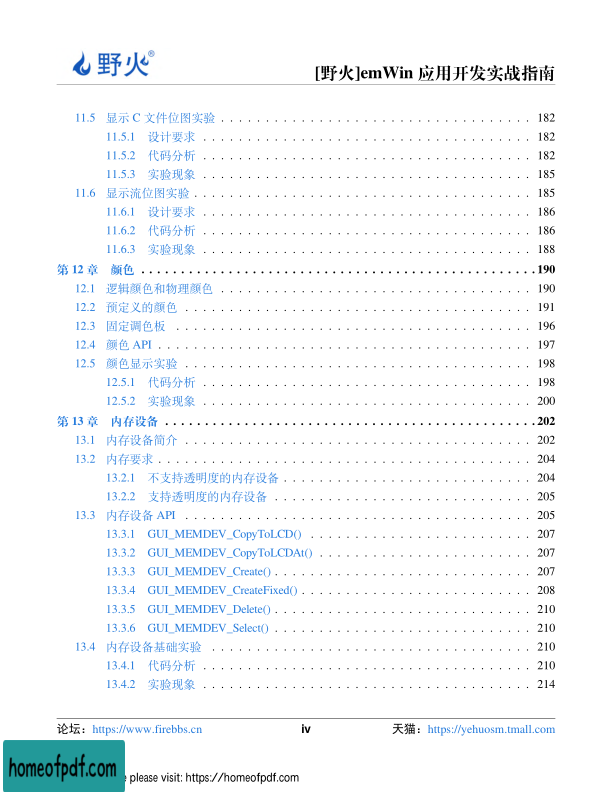 野火®
[野火]emWin 应用开发实战指南
11.5 显示 C 文件位图实验 . . . . . . . . . . . . . . . . . . . . . . . . . . 182
11.5.1 设计要求 . . . . . . . . . . . . . . . . . . . . . . . . . . . . 182
11.5.2 代码分析 . . . . . . . . . . . . . . . . . . . . . . . . . . . . 182
11.5.3 实验现象 . . . . . . . . . . . . . . . . . . . . . . . . . . . . 185
11.6 显示流位图实验 . . . . . . . . . . . . . . . . . . . . . . . . . . . . 185
11.6.1 设计要求 . . . . . . . . . . . . . . . . . . . . . . . . . . . . 186
11.6.2 代码分析 . . . . . . . . . . . . . . . . . . . . . . . . . . . . 186
11.6.3 实验现象 . . . . . . . . . . . . . . . . . . . . . . . . . . . . 188
第 12 章 颜色 . . . . . . . . . . . . . . . . . . . . . . . . . . . . . . . . 190
12.1 逻辑颜色和物理颜色 . . . . . . . . . . . . . . . . . . . . . . . . . . 190
12.2 预定义的颜色 . . . . . . . . . . . . . . . . . . . . . . . . . . . . . 191
12.3 固定调色板 . . . . . . . . . . . . . . . . . . . . . . . . . . . . . . 196
12.4 颜色 API . . . . . . . . . . . . . . . . . . . . . . . . . . . . . . . 197
12.5 颜色显示实验 . . . . . . . . . . . . . . . . . . . . . . . . . . . . . 198
12.5.1 代码分析 . . . . . . . . . . . . . . . . . . . . . . . . . . . . 198
12.5.2 实验现象 . . . . . . . . . . . . . . . . . . . . . . . . . . . . 200
第 13 章 内存设备 . . . . . . . . . . . . . . . . . . . . . . . . . . . . . . 202
13.1 内存设备简介 . . . . . . . . . . . . . . . . . . . . . . . . . . . . . 202
13.2 内存要求 . . . . . . . . . . . . . . . . . . . . . . . . . . . . . . . 204
13.2.1 不支持透明度的内存设备 . . . . . . . . . . . . . . . . . . . . . 204
13.2.2 支持透明度的内存设备 . . . . . . . . . . . . . . . . . . . . . . 205
13.3 内存设备 API . . . . . . . . . . . . . . . . . . . . . . . . . . . . . 205
13.3.1 GUI_MEMDEV_CopyToLCD() . . . . . . . . . . . . . . . . . . . 207
13.3.2 GUI_MEMDEV_CopyToLCDAt() . . . . . . . . . . . . . . . . . . 207
13.3.3 GUI_MEMDEV_Create() . . . . . . . . . . . . . . . . . . . . . . 207
13.3.4 GUI_MEMDEV_CreateFixed() . . . . . . . . . . . . . . . . . . . 208
13.3.5 GUI_MEMDEV_Delete() . . . . . . . . . . . . . . . . . . . . . . 210
13.3.6 GUI_MEMDEV_Select() . . . . . . . . . . . . . . . . . . . . . . 210
13.4 内存设备基础实验 . . . . . . . . . . . . . . . . . . . . . . . . . . . 210
13.4.1 代码分析 . . . . . . . . . . . . . . . . . . . . . . . . . . . . 210
13.4.2 实验现象 . . . . . . . . . . . . . . . . . . . . . . . . . . . . 214
论坛：https://www.firebbs.cn iv 天猫：https://yehuosm.tmall.com
homeofpdf.com
please visit: https://homeofpdf.com